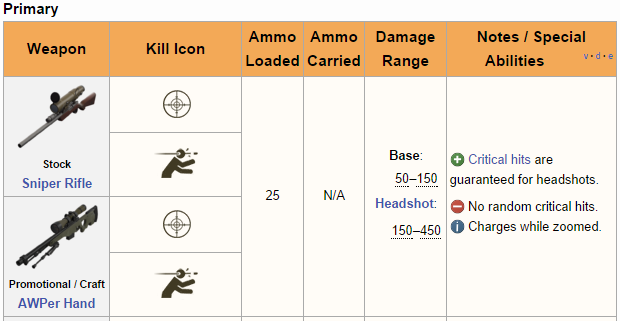 Primary
Weapon
Kill Icon
Ammo
Loaded
Ammo
Carried
Damage
Range
Notes / Special
Abilities
v · d · e
Stock
Sniper Rifle
Promotional / Craft
AWPer Hand
25
N/A
Base:
50–150
Headshot:
150–450
Critical hits are
guaranteed for headshots.
No random critical hits.
Charges while zoomed.